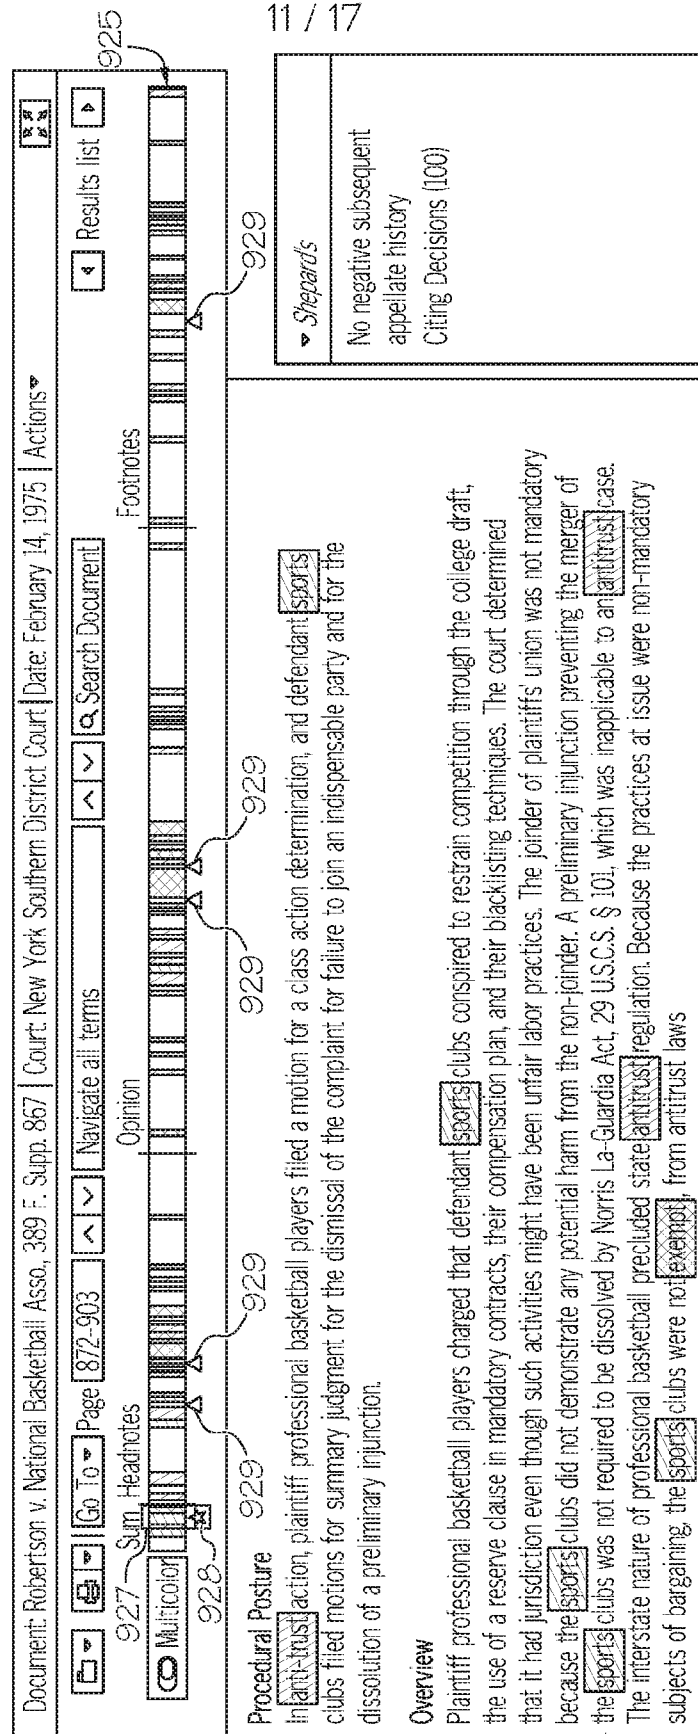 11 / 17
Document: Robertson v. National Basketball Asso, 389 F. Supp. 867 | Court: New York Southern District Court | Date: February 14, 1975 | Actions
Go To Page 872-903 Navigate all terms Search Document Results list
927 Sum. Headnotes Opinion Footnotes 925
Multicolor
928 929 929 929 929 929
Procedural Posture
In anti-trust action, plaintiff professional basketball players filed a motion for a class action determination, and defendant sports
clubs filed motions for summary judgment for the dismissal of the complaint for failure to join an indispensable party and for the
dissolution of a preliminary injunction.
Overview
Plaintiff professional basketball players charged that defendant sports clubs conspired to restrain competition through the college draft,
the use of a reserve clause in mandatory contracts, their compensation plan, and their blacklisting techniques. The court determined
that it had jurisdiction even though such activities might have been unfair labor practices. The joinder of plaintiffs' union was not mandatory
because the sports clubs did not demonstrate any potential harm from the non-joinder. A preliminary injunction preventing the merger of
the sports clubs was not required to be dissolved by Norris La-Guardia Act, 29 U.S.C.S. § 101, which was inapplicable to an antitrust case.
The interstate nature of professional basketball precluded state antitrust regulation. Because the practices at issue were non-mandatory
subjects of bargaining, the sports clubs were not exempt, from antitrust laws
Shepard's
No negative subsequent
appellate history
Citing Decisions (100)